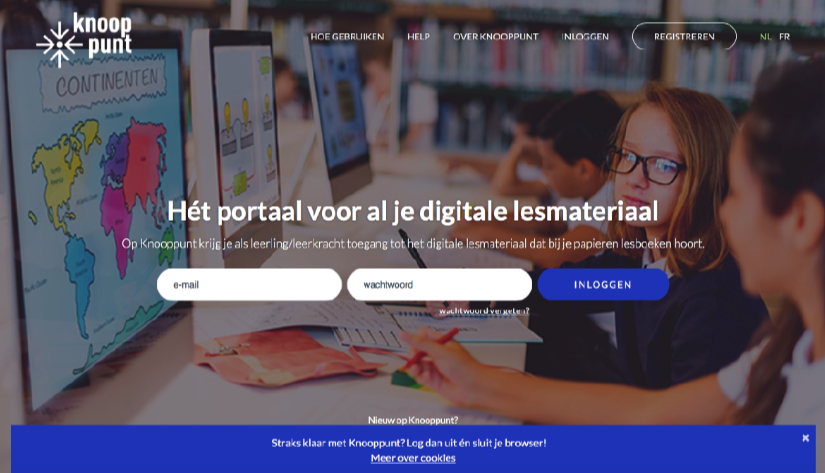 knoop
punt
HOE GEBRUIKEN HELP OVER KNOOPPUNT INLOGGEN REGISTREREN NL FR
CONTINENTEN
Hét portaal voor al je digitale lesmateriaal
Op Knooppunt krijg je als leerling/leerkracht toegang tot het digitale lesmateriaal dat bij je papieren lesboeken hoort.
e-mail wachtwoord INLOGGEN
wachtwoord vergeten?
Nieuw op Knooppunt?
Straks klaar met Knooppunt? Log dan uit én sluit je browser!
Meer over cookies